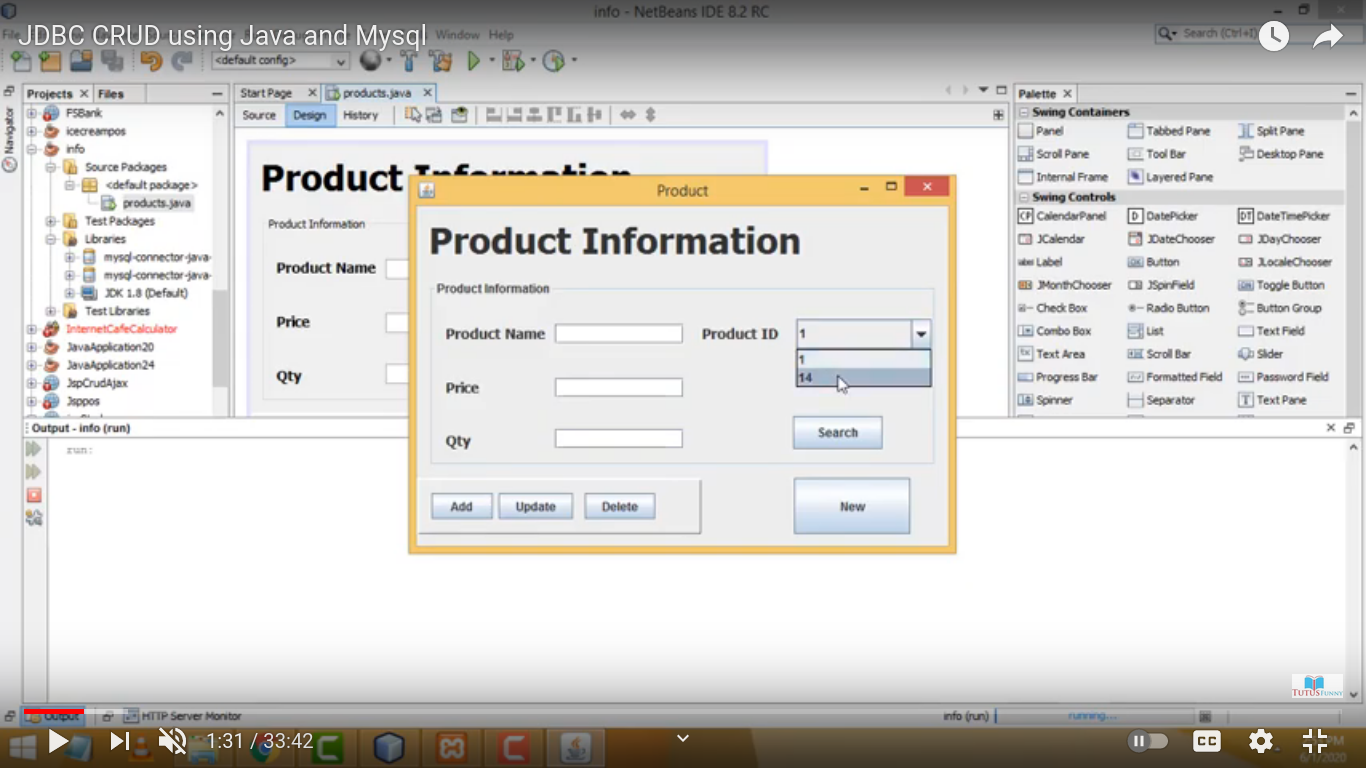 info - NetBeans IDE 8.2 RC
JDBC CRUD using Java and Mysql
Window Help
Search (Ctrl+I)
<default config>
Projects Files
Start Page products.java
Palette
Navigator
Source Design History
FSBank
icecreampos
info
Source Packages
<default package>
products.java
Test Packages
Libraries
mysql-connector-java-
mysql-connector-java-
JDK 1.8 (Default)
Test Libraries
InternetCafeCalculator
JavaApplication20
JavaApplication24
JspCrudAjax
Jsppos
Product Information
Product Information
Product Name
Price
Qty
Product
Product Information
Product Information
Product Name
Product ID 1
1
14
Price
Qty
Search
Add Update Delete
New
Swing Containers
Panel Tabbed Pane Split Pane
Scroll Pane Tool Bar Desktop Pane
Internal Frame Layered Pane
Swing Controls
CalendarPanel DatePicker DateTimePicker
JCalendar JDateChooser JDayChooser
label Label OK Button JLocaleChooser
JMonthChooser JSpinField Toggle Button
Check Box Radio Button Button Group
Combo Box List Text Field
Text Area Scroll Bar Slider
Progress Bar Formatted Field Password Field
Spinner Separator Text Pane
Output - info (run)
run:
TUTUSFUNNY
Output HTTP Server Monitor
info (run) running...
1:31 / 33:42
CC
PM
6/1/2020